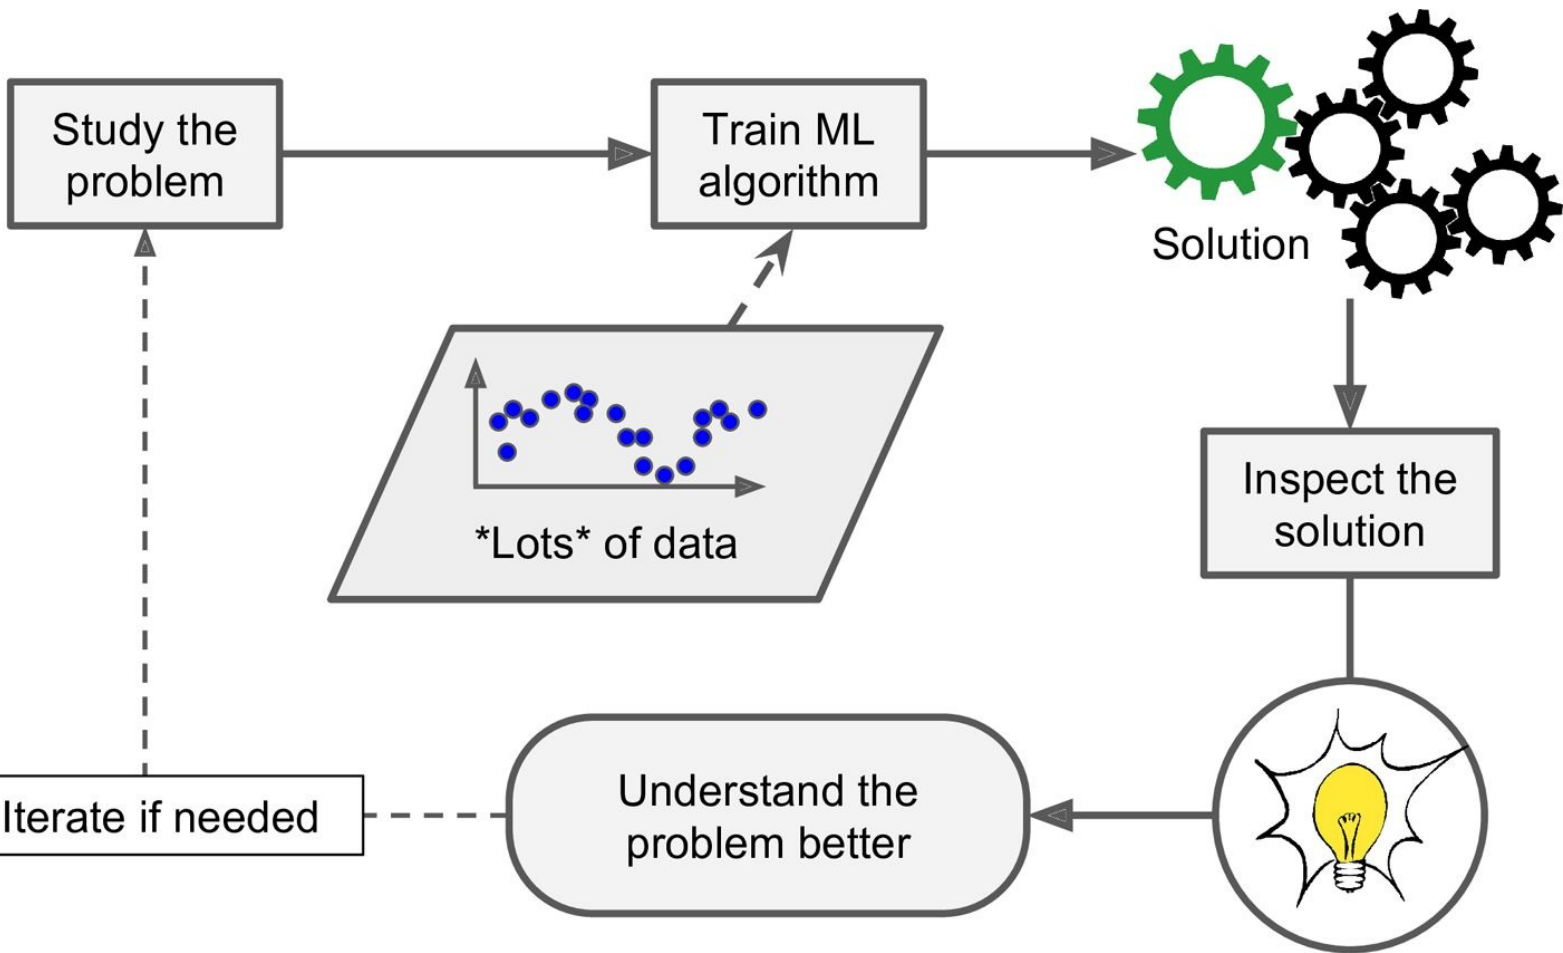 Study the
problem
Train ML
algorithm
Solution
*Lots* of data
Inspect the
solution
Understand the
problem better
Iterate if needed